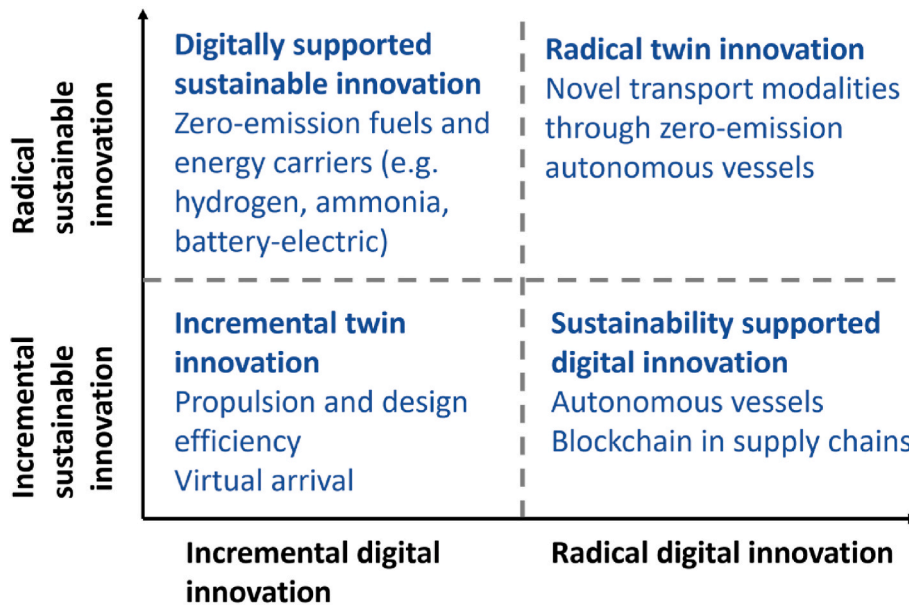 Radical
sustainable
innovation
Digitally supported
sustainable innovation
Zero-emission fuels and
energy carriers (e.g.
hydrogen, ammonia,
battery-electric)
Radical twin innovation
Novel transport modalities
through zero-emission
autonomous vessels
Incremental
sustainable
innovation
Incremental twin
innovation
Propulsion and design
efficiency
Virtual arrival
Sustainability supported
digital innovation
Autonomous vessels
Blockchain in supply chains
Incremental digital
innovation
Radical digital innovation